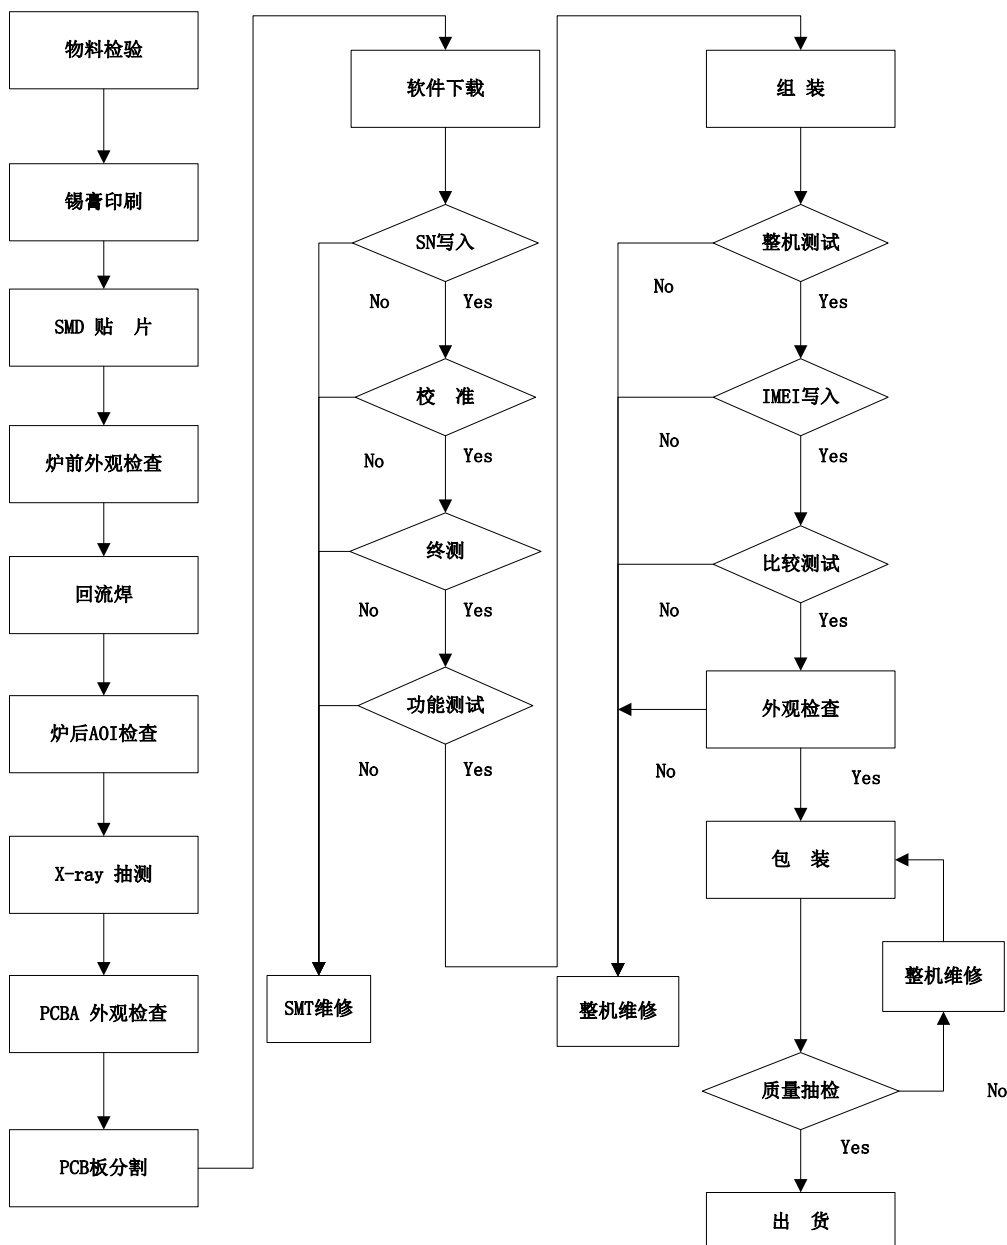 物料检验
锡膏印刷
SMD 贴 片
炉前外观检查
回流焊
炉后AOI检查
X-ray 抽测
PCBA 外观检查
PCB板分割
软件下载
SN写入
No
Yes
校 准
No
Yes
终测
No
Yes
功能测试
No
Yes
SMT维修
组 装
整机测试
No
Yes
IMEI写入
No
Yes
比较测试
No
Yes
外观检查
No
Yes
包 装
整机维修
整机维修
质量抽检
No
Yes
出 货